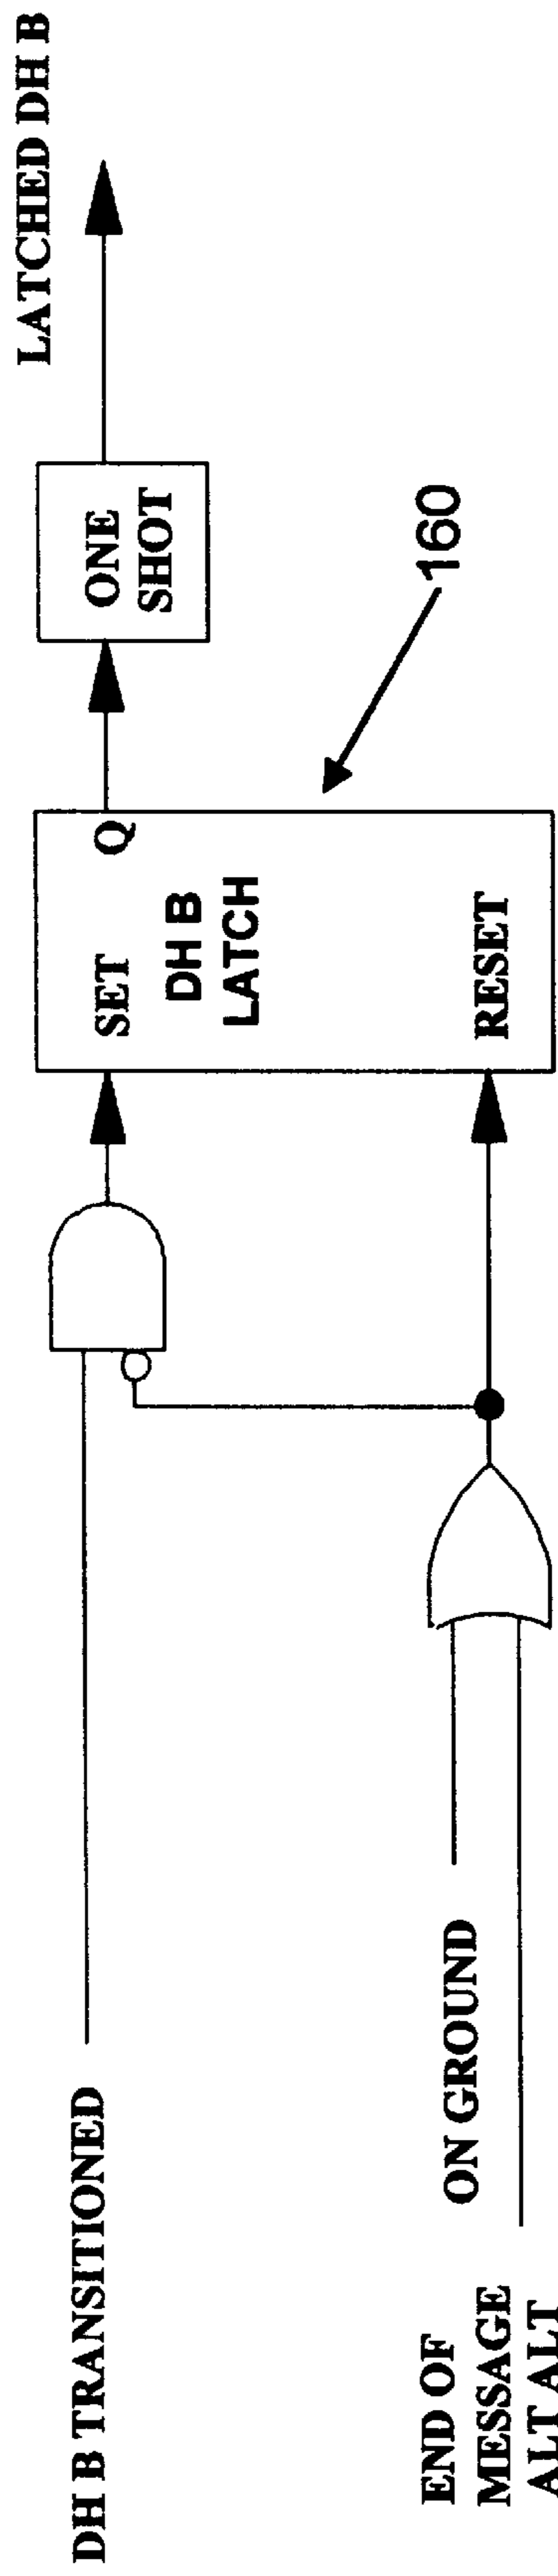 DH B TRANSITIONED
END OF
MESSAGE
ALT ALT
ON GROUND
SET
Q
DH B
LATCH
RESET
160
ONE
SHOT
LATCHED DH B